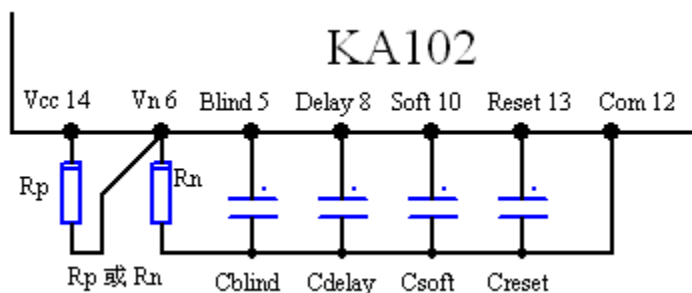 KA102
Vcc 14 Vn 6 Blind 5 Delay 8 Soft 10 Reset 13 Com 12
Rp Rn
Rp 或 Rn Cblind Cdelay Csoft Creset